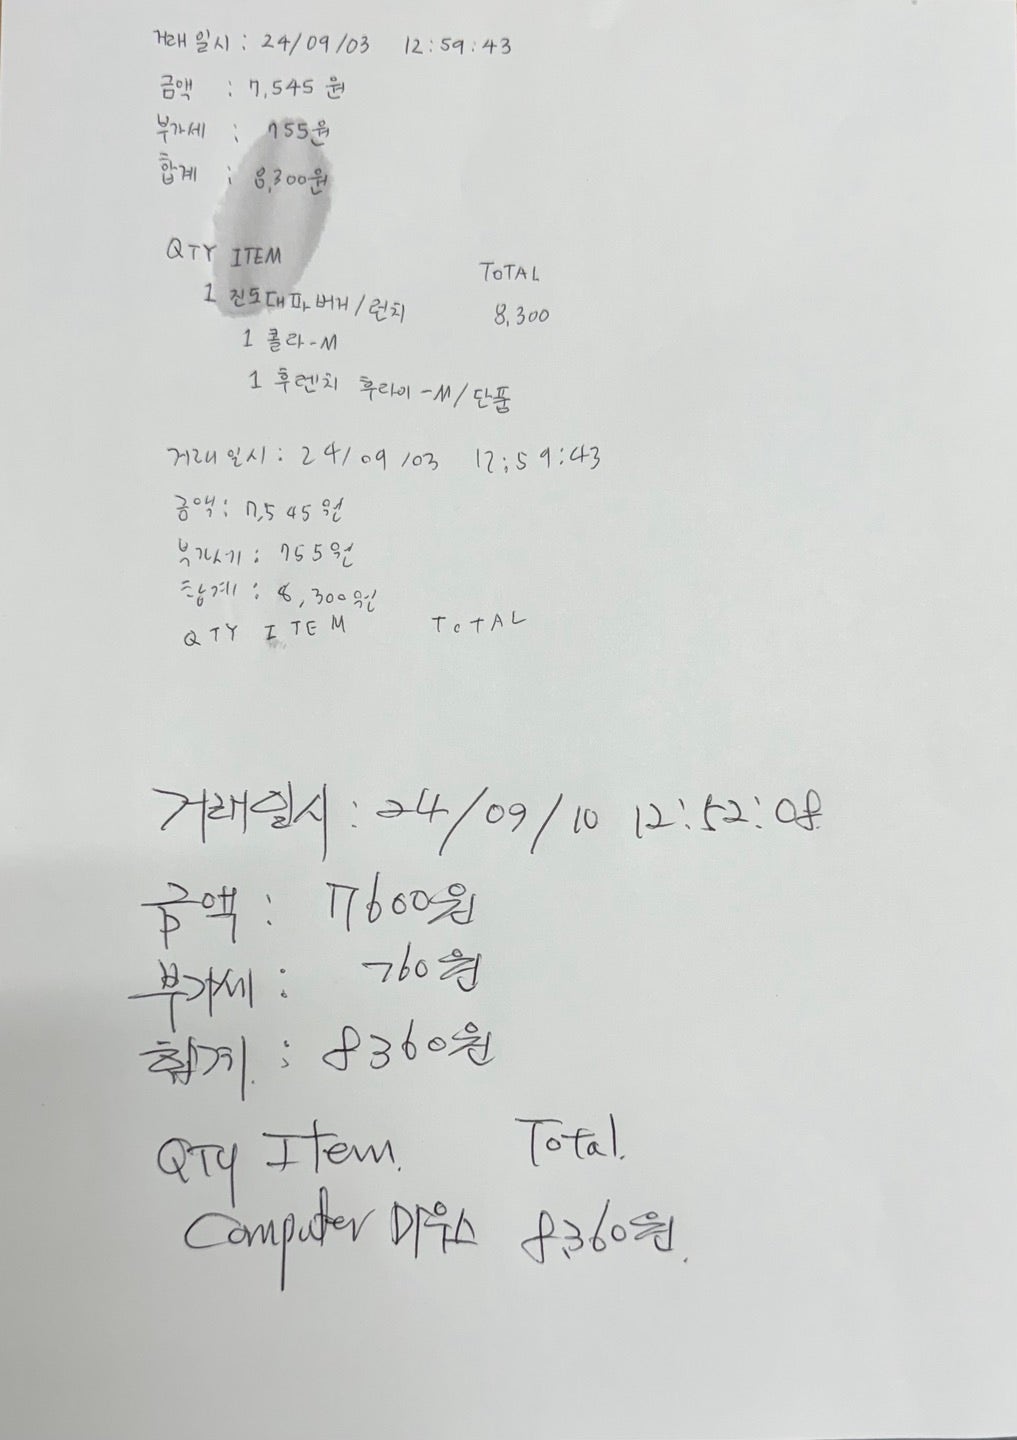 거래 일시 : 24/09/03 12:59:43
금액 : 7,545 원
부가세 : 755원
합계 : 8,300원
QTY ITEM TOTAL
1 진도대파 버거/런치 8,300
1 콜라-M
1 후렌치 후라이-M/단품
거래일시 : 24/09/03 12:59:43
금액 : 7,545원
부가세 : 755원
합계 : 8,300원
QTY ITEM TOTAL
거래일시 : 24/09/10 12:52:08
금액 : 7600원
부가세 : 760원
합계 : 8360원
QTY Item. Total.
Computer 마우스 8,360원.